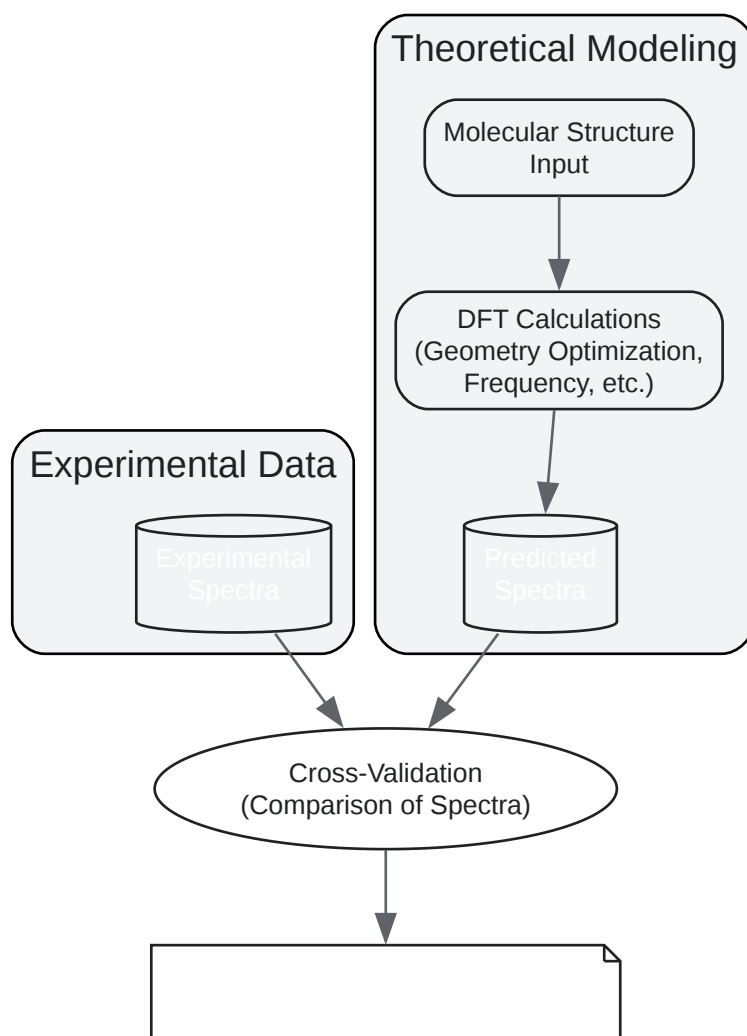 Theoretical Modeling
Molecular Structure
Input
DFT Calculations
(Geometry Optimization,
Frequency, etc.)
Experimental Data
Experimental
Spectra
Predicted
Spectra
Cross-Validation
(Comparison of Spectra)